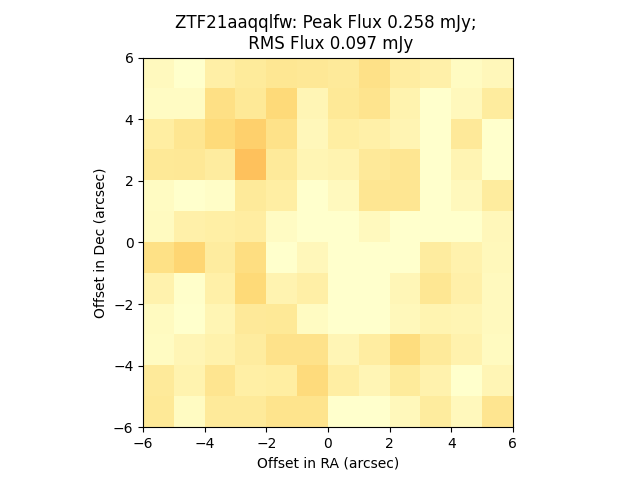 ZTF21aaqqlfw: Peak Flux 0.258 mJy;
RMS Flux 0.097 mJy
6
4
2
0
−2
−4
−6
Offset in Dec (arcsec)
−6 −4 −2 0 2 4 6
Offset in RA (arcsec)